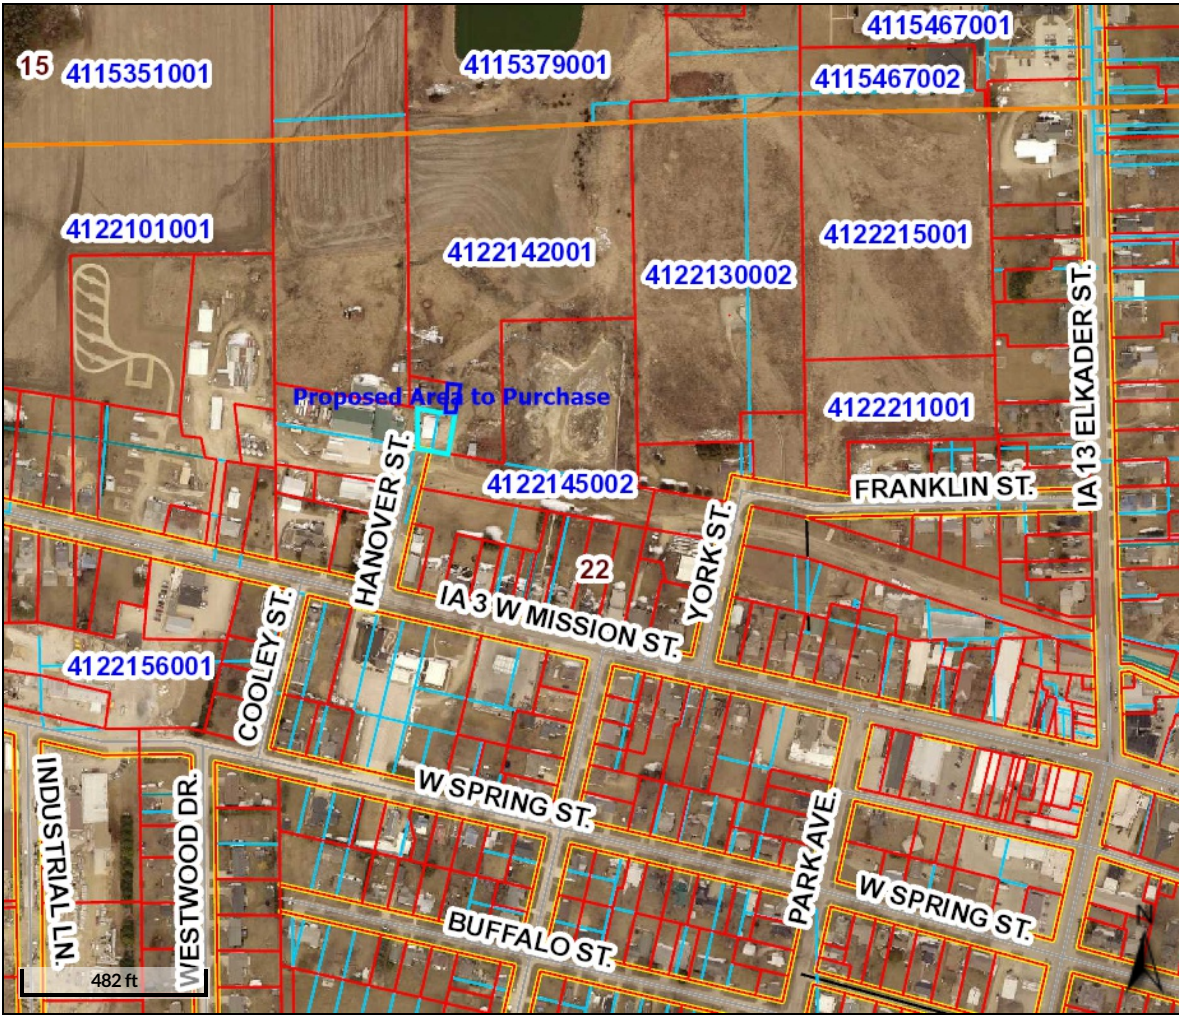 4115467001
15
4115351001
4115379001
4115467002
4122101001
4122142001
4122215001
4122130002
Proposed Area to Purchase
4122211001
IA 13 ELKADER ST.
HANOVER ST.
4122145002
FRANKLIN ST.
YORK ST.
22
IA 3 W MISSION ST.
COOLEY ST.
4122156001
INDUSTRIAL LN.
WESTWOOD DR.
W SPRING ST.
PARK AVE.
W SPRING ST.
BUFFALO ST.
N
482 ft